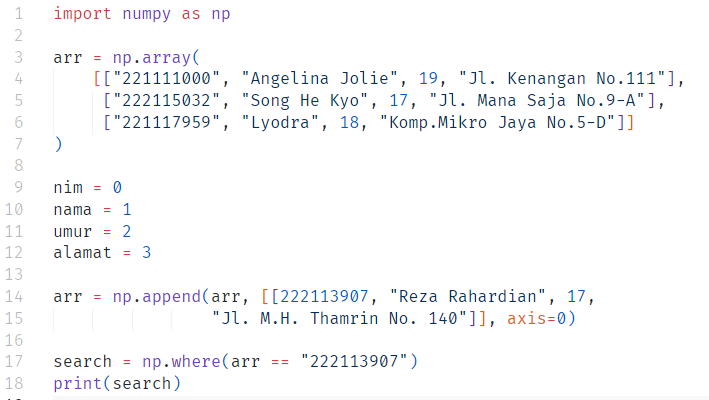 1 import numpy as np
2
3 arr = np.array(
4     [["221111000", "Angelina Jolie", 19, "Jl. Kenangan No.111"],
5      ["222115032", "Song He Kyo", 17, "Jl. Mana Saja No.9-A"],
6      ["221117959", "Lyodra", 18, "Komp.Mikro Jaya No.5-D"]]
7 )
8
9 nim = 0
10 nama = 1
11 umur = 2
12 alamat = 3
13
14 arr = np.append(arr, [[222113907, "Reza Rahardian", 17,
15                 "Jl. M.H. Thamrin No. 140"]], axis=0)
16
17 search = np.where(arr == "222113907")
18 print(search)